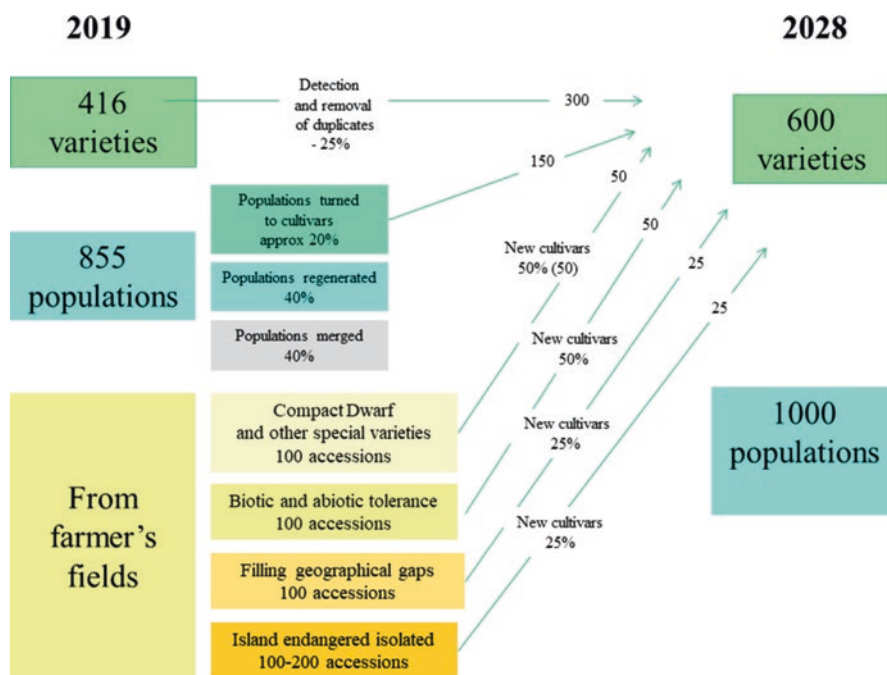 2019
2028
416
varieties
Detection
and removal
of duplicates
- 25%
300
600
varieties
150
50
Populations turned
to cultivars
approx 20%
855
populations
Populations regenerated
40%
Populations merged
40%
New cultivars
50% (50)
50
25
25
New cultivars
50%
New cultivars
25%
New cultivars
25%
1000
populations
From
farmer’s
fields
Compact Dwarf
and other special varieties
100 accessions
Biotic and abiotic tolerance
100 accessions
Filling geographical gaps
100 accessions
Island endangered isolated
100-200 accessions